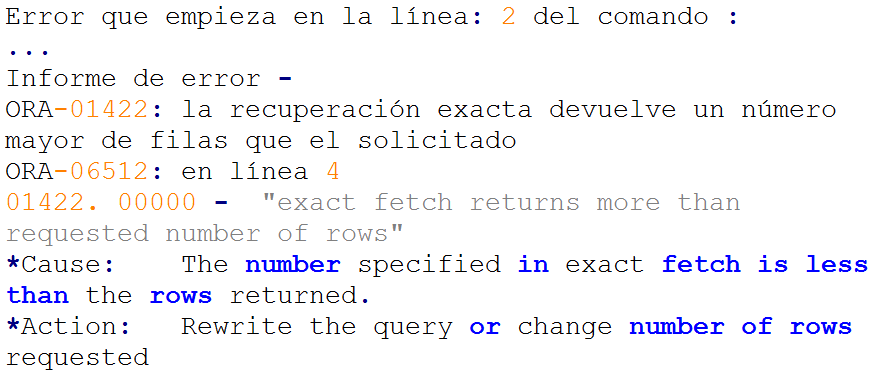 Error que empieza en la línea: 2 del comando :
...
Informe de error -
ORA-01422: la recuperación exacta devuelve un número
mayor de filas que el solicitado
ORA-06512: en línea 4
01422. 00000 -  "exact fetch returns more than
requested number of rows"
*Cause:    The number specified in exact fetch is less
than the rows returned.
*Action:   Rewrite the query or change number of rows
requested